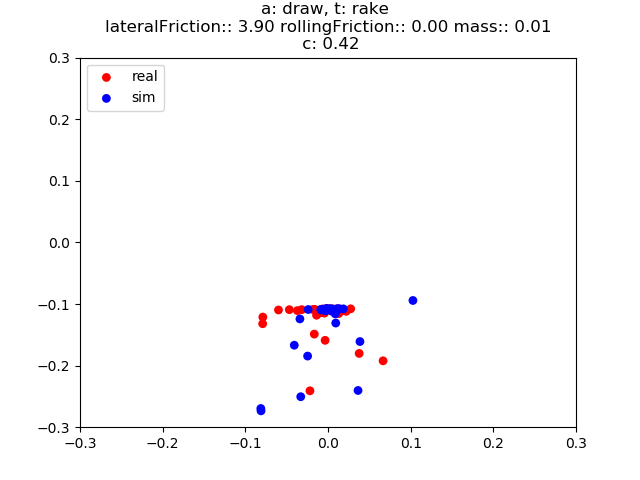 a: draw, t: rake
lateralFriction:: 3.90 rollingFriction:: 0.00 mass:: 0.01
c: 0.42
real
sim
0.3
0.2
0.1
0.0
−0.1
−0.2
−0.3
−0.3 −0.2 −0.1 0.0 0.1 0.2 0.3